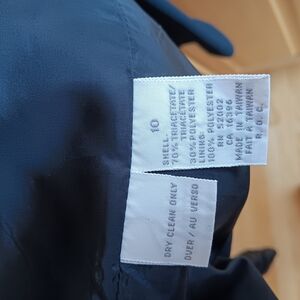 10
SHELL:
70% TRIACETATE/
TRIACETATE
30% POLYESTER
LINING:
100% POLYESTER
RN 52002
CA 16396
MADE IN TAIWAN
FAIT A TAIWAN
R.O.C.
DRY CLEAN ONLY
OVER / AU VERSO